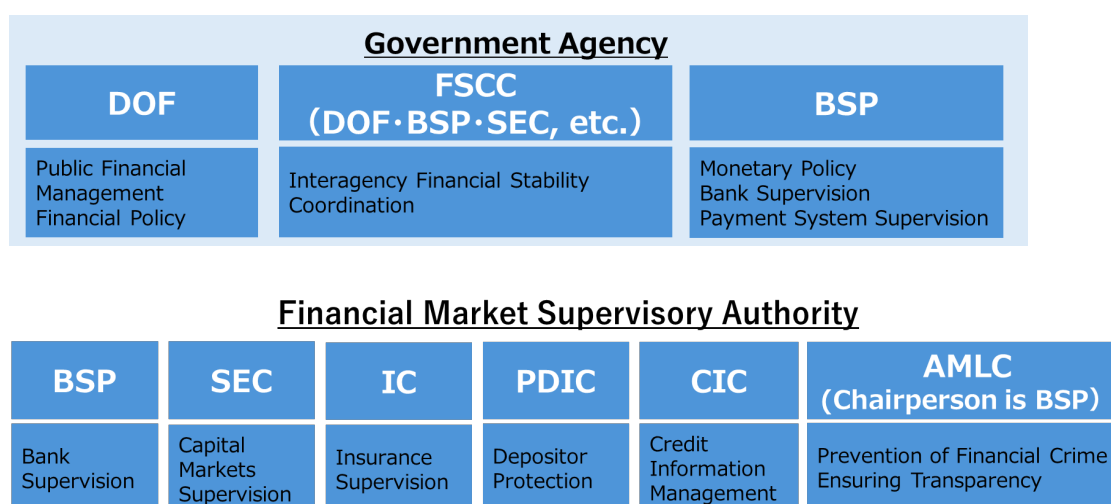 Government Agency
DOF
FSCC
（DOF･BSP･SEC, etc.）
BSP
Public Financial
Management
Financial Policy
Interagency Financial Stability
Coordination
Monetary Policy
Bank Supervision
Payment System Supervision
Financial Market Supervisory Authority
BSP
SEC
IC
PDIC
CIC
AMLC
(Chairperson is BSP）
Bank
Supervision
Capital
Markets
Supervision
Insurance
Supervision
Depositor
Protection
Credit
Information
Management
Prevention of Financial Crime
Ensuring Transparency